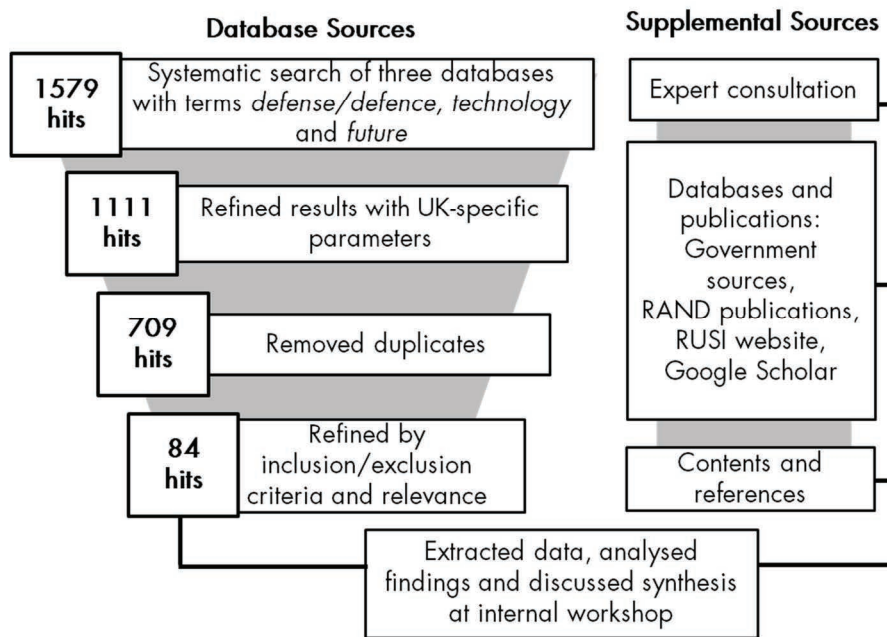 Database Sources
1579
hits
Systematic search of three databases
with terms defense/defence, technology
and future
1111
hits
Refined results with UK-specific
parameters
709
hits
Removed duplicates
84
hits
Refined by
inclusion/exclusion
criteria and relevance
Supplemental Sources
Expert consultation
Databases and
publications:
Government
sources,
RAND publications,
RUSI website,
Google Scholar
Contents and
references
Extracted data, analysed
findings and discussed synthesis
at internal workshop